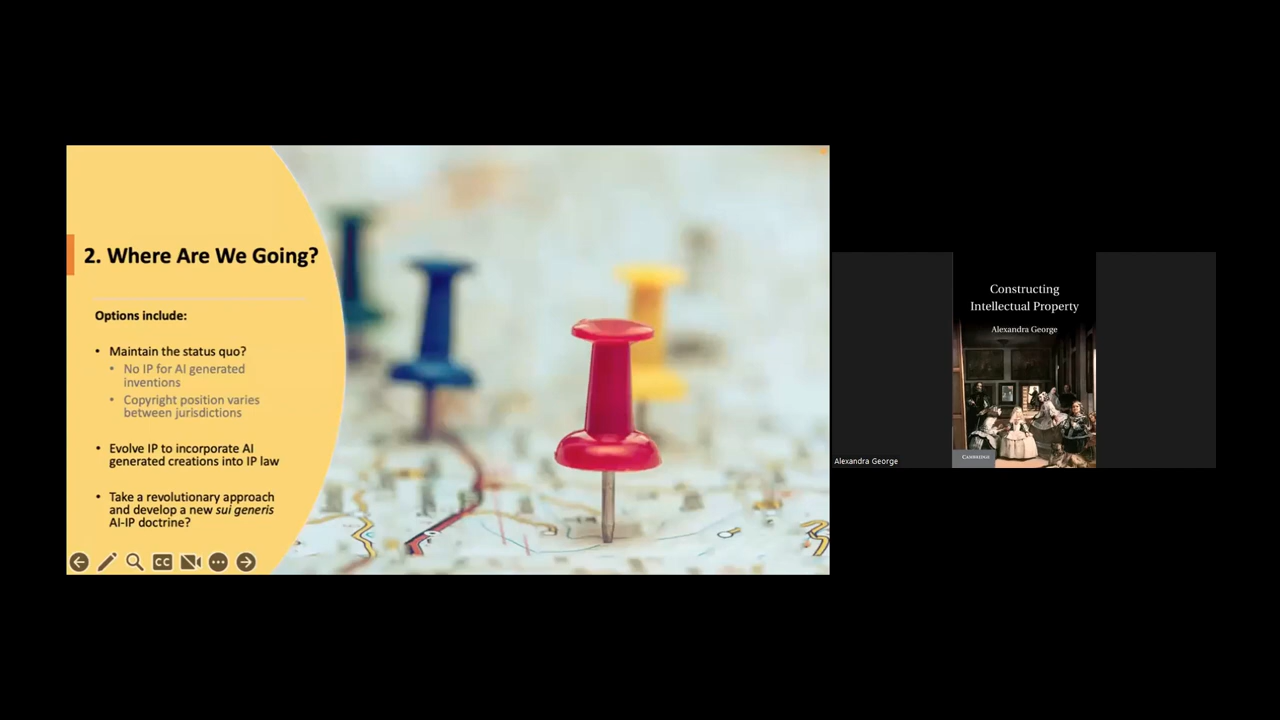 2. Where Are We Going?
Options include:
• Maintain the status quo?
• No IP for AI generated
inventions
• Copyright position varies
between jurisdictions
• Evolve IP to incorporate AI
generated creations into IP law
• Take a revolutionary approach
and develop a new sui generis
AI-IP doctrine?
CC
Constructing
Intellectual Property
Alexandra George
CAMBRIDGE
Alexandra George